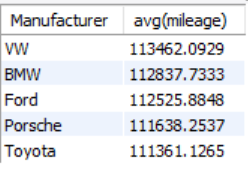 Manufacturer avg(mileage)
VW 113462.0929
BMW 112837.7333
Ford 112525.8848
Porsche 111638.2537
Toyota 111361.1265